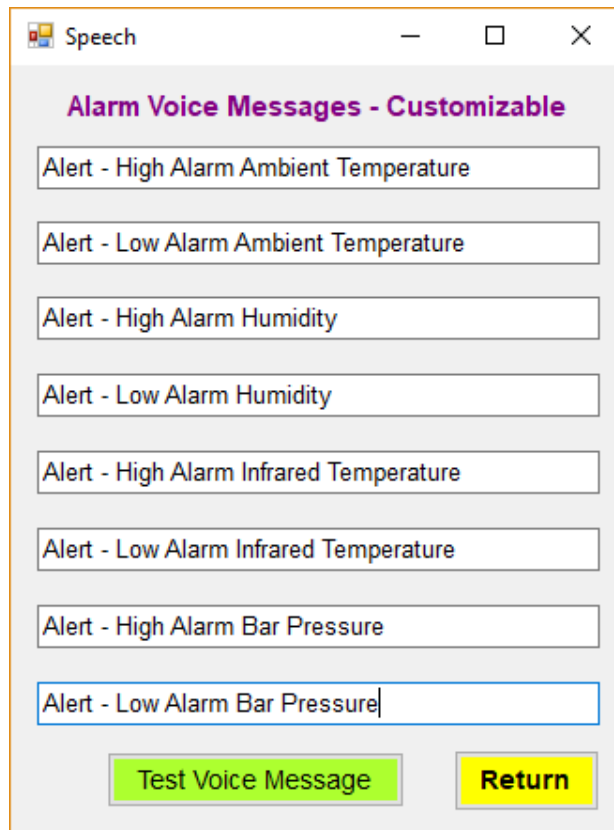 Speech
Alarm Voice Messages - Customizable
Alert - High Alarm Ambient Temperature
Alert - Low Alarm Ambient Temperature
Alert - High Alarm Humidity
Alert - Low Alarm Humidity
Alert - High Alarm Infrared Temperature
Alert - Low Alarm Infrared Temperature
Alert - High Alarm Bar Pressure
Alert - Low Alarm Bar Pressure
Test Voice Message Return